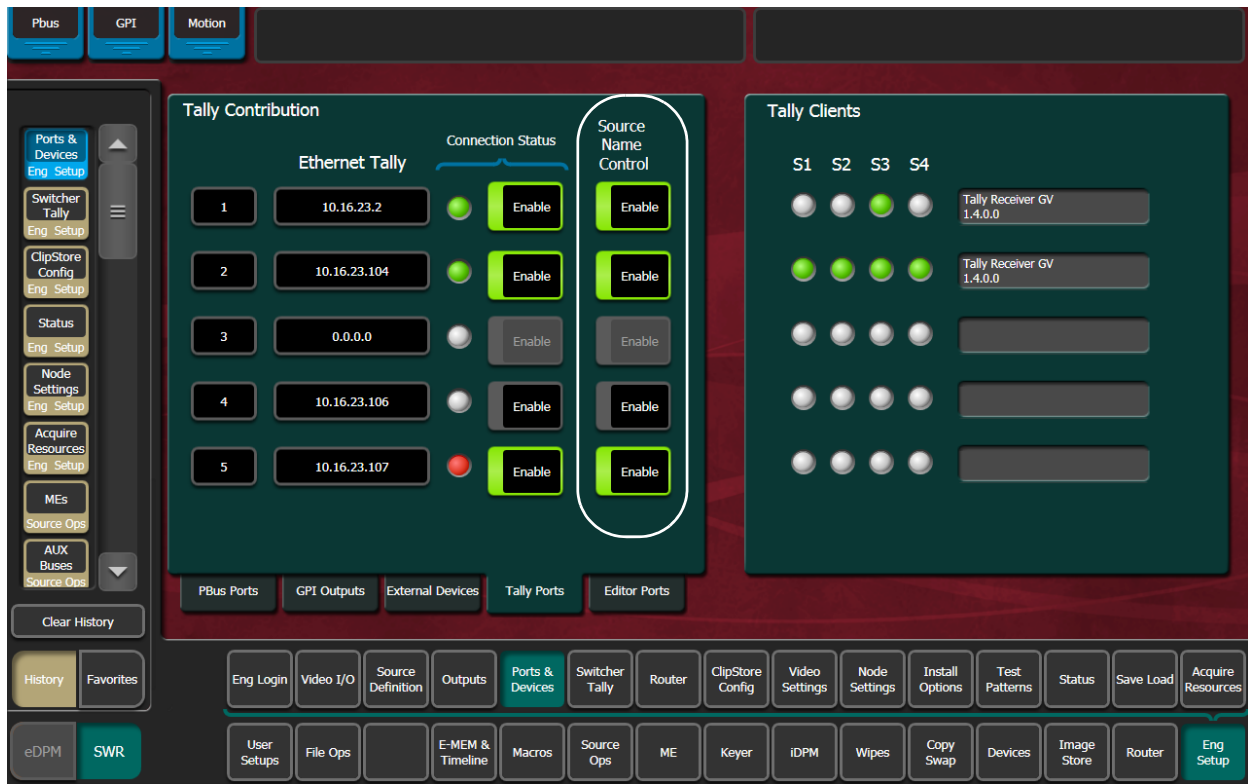 Pbus
GPI
Motion
Ports &
Devices
Eng Setup
Switcher
Tally
Eng Setup
ClipStore
Config
Eng Setup
Status
Eng Setup
Node
Settings
Eng Setup
Acquire
Resources
Eng Setup
MEs
Source Ops
AUX
Buses
Source Ops
Clear History
History
Favorites
eDPM
SWR
Tally Contribution
Ethernet Tally
Connection Status
Source
Name
Control
1
10.16.23.2
Enable
Enable
2
10.16.23.104
Enable
Enable
3
0.0.0.0
Enable
Enable
4
10.16.23.106
Enable
Enable
5
10.16.23.107
Enable
Enable
PBus Ports
GPI Outputs
External Devices
Tally Ports
Editor Ports
Tally Clients
S1 S2 S3 S4
Tally Receiver GV
1.4.0.0
Tally Receiver GV
1.4.0.0
Eng Login
Video I/O
Source
Definition
Outputs
Ports &
Devices
Switcher
Tally
Router
ClipStore
Config
Video
Settings
Node
Settings
Install
Options
Test
Patterns
Status
Save Load
Acquire
Resources
User
Setups
File Ops
E-MEM &
Timeline
Macros
Source
Ops
ME
Keyer
iDPM
Wipes
Copy
Swap
Devices
Image
Store
Router
Eng
Setup